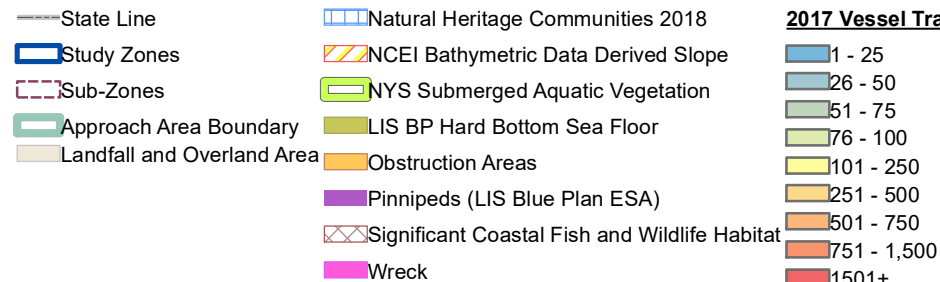 State Line
Study Zones
Sub-Zones
Approach Area Boundary
Landfall and Overland Area
Natural Heritage Communities 2018
NCEI Bathymetric Data Derived Slope
NYS Submerged Aquatic Vegetation
LIS BP Hard Bottom Sea Floor
Obstruction Areas
Pinnipeds (LIS Blue Plan ESA)
Significant Coastal Fish and Wildlife Habitat
Wreck
2017 Vessel Tra
1 - 25
26 - 50
51 - 75
76 - 100
101 - 250
251 - 500
501 - 750
751 - 1,500
1501+